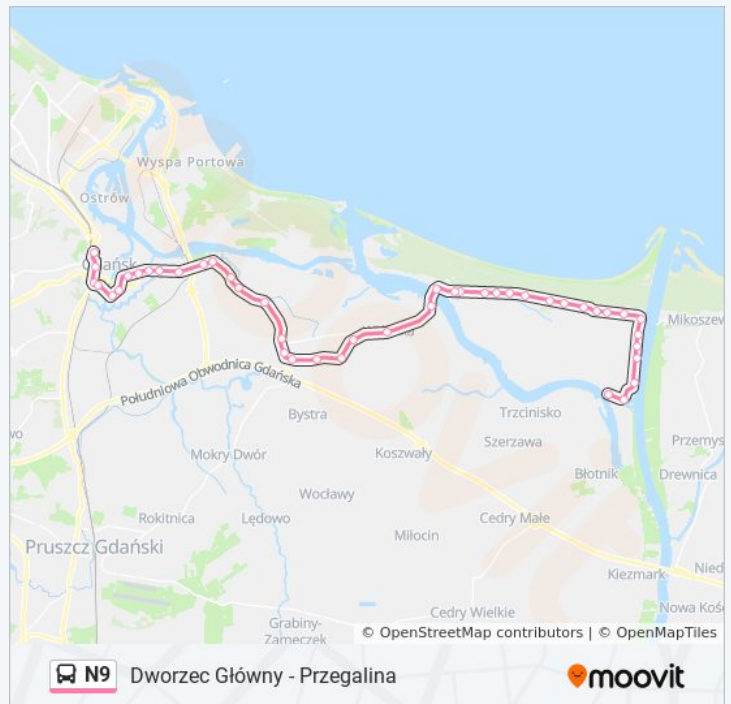 Wyspa Portowa
Ostrów
Gdańsk
Mikoszew
Południowa Obwodnica Gdańska
Bystra
Trzcinisko
Szerzawa
Przemys
Mokry Dwór
Koszwały
Błotnik
Drewnica
Wocławy
Rokitnica
Lędowo
Cedry Małe
Miłocin
Pruszcz Gdański
Kiezmark
Nied
Cedry Wielkie
Nowa Kość
Grabiny-
Zameczek
© OpenStreetMap contributors | © OpenMapTiles
N9 Dworzec Główny - Przegalina
moovit